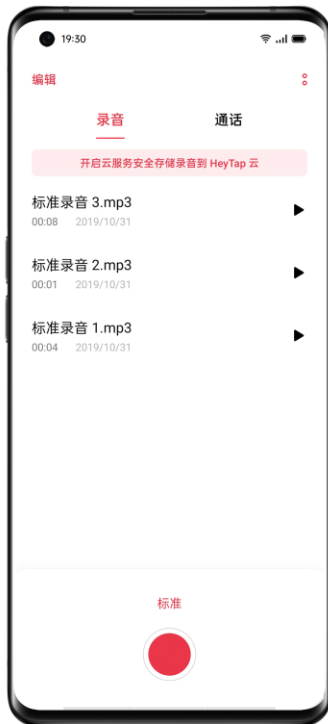 19:30
编辑
录音 通话
开启云服务安全存储录音到 HeyTap 云
标准录音 3.mp3
00:08 2019/10/31
标准录音 2.mp3
00:01 2019/10/31
标准录音 1.mp3
00:04 2019/10/31
标准